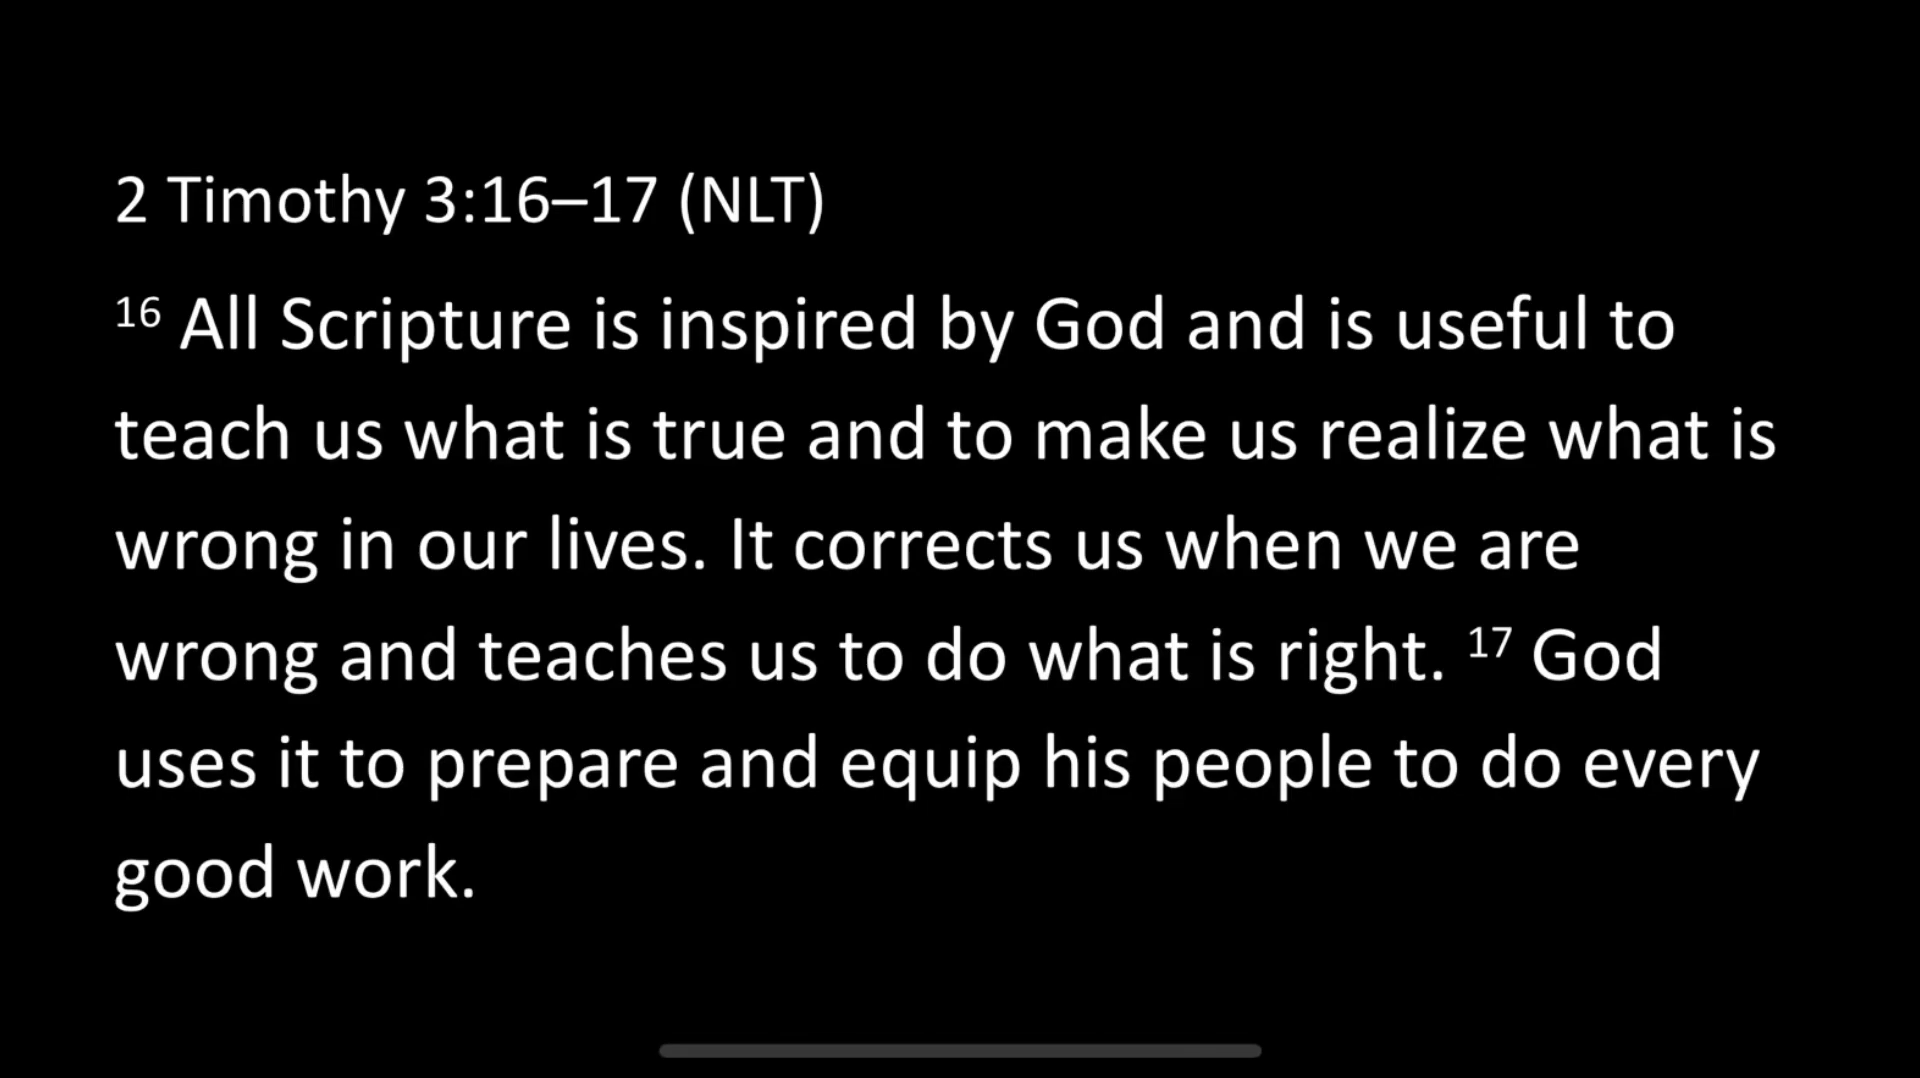 2 Timothy 3:16–17 (NLT)
16 All Scripture is inspired by God and is useful to
teach us what is true and to make us realize what is
wrong in our lives. It corrects us when we are
wrong and teaches us to do what is right. 17 God
uses it to prepare and equip his people to do every
good work.